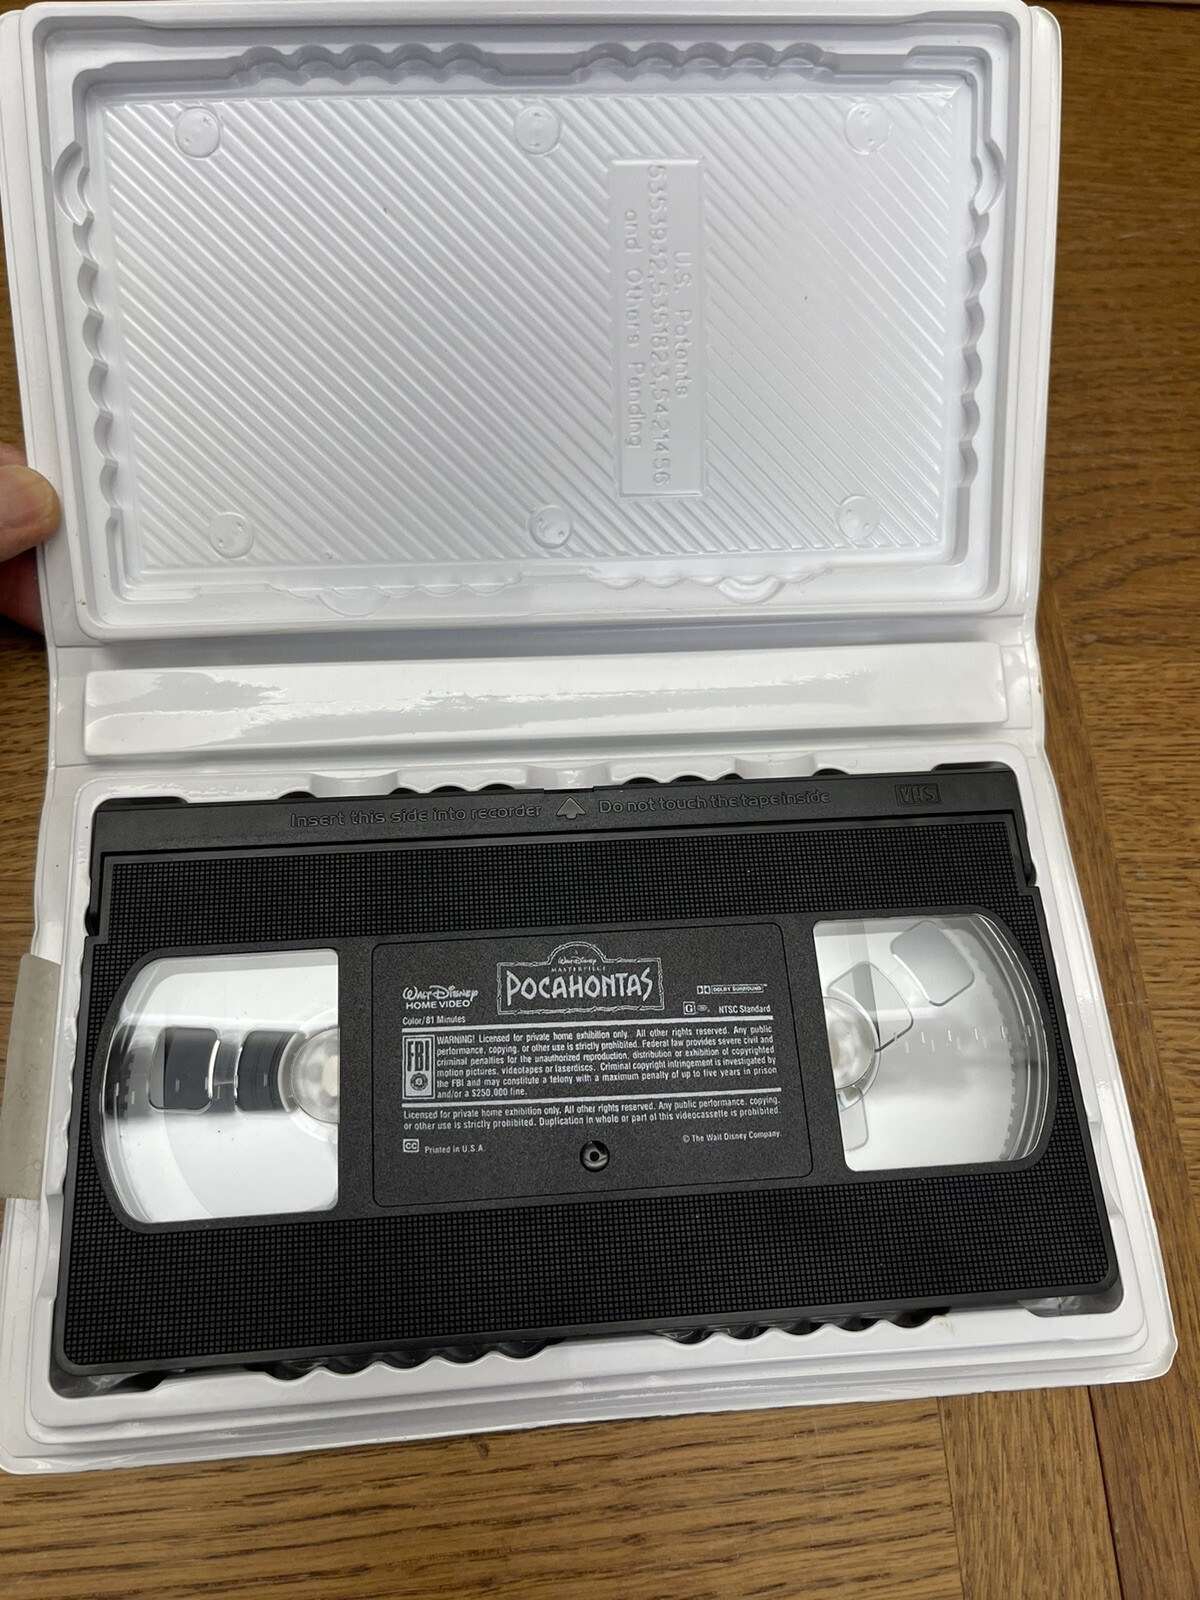 U.S. Patents
5353932,5351823,5421456
and Others Pending
Insert this side into recorder Do not touch the tape inside VHS
Walt Disney
MASTERPIECE
POCAHONTAS
WALT DISNEY
HOME VIDEO
DOLBY SURROUND
Color/81 Minutes
G NTSC Standard
FBI
WARNING! Licensed for private home exhibition only. All other rights reserved. Any public
performance, copying, or other use is strictly prohibited. Federal law provides severe civil and
criminal penalties for the unauthorized reproduction, distribution or exhibition of copyrighted
motion pictures, videotapes or laserdiscs. Criminal copyright infringement is investigated by
the FBI and may constitute a felony with a maximum penalty of up to five years in prison
and/or a $250,000 fine.
Licensed for private home exhibition only. All other rights reserved. Any public performance, copying,
or other use is strictly prohibited. Duplication in whole or part of this videocassette is prohibited.
CC Printed in U.S.A.
© The Walt Disney Company.